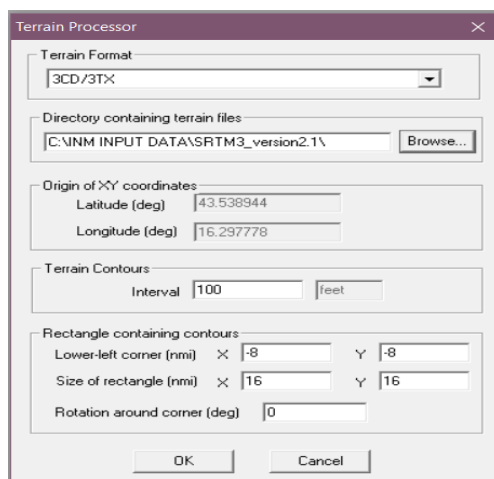 Terrain Processor
Terrain Format
3CD/3TX
Directory containing terrain files
C:\INM INPUT DATA\SRTM3_version2.1\ Browse...
Origin of XY coordinates
Latitude (deg) 43.538944
Longitude (deg) 16.297778
Terrain Contours
Interval 100 feet
Rectangle containing contours
Lower-left corner (nmi) X -8 Y -8
Size of rectangle (nmi) X 16 Y 16
Rotation around corner (deg) 0
OK Cancel